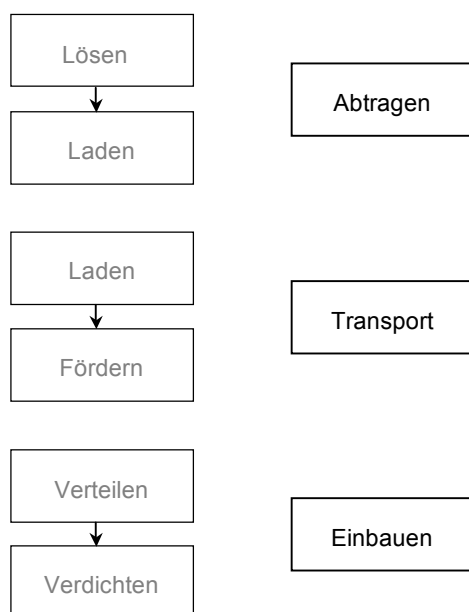 Lösen
Laden
Abtragen
Laden
Fördern
Transport
Verteilen
Verdichten
Einbauen